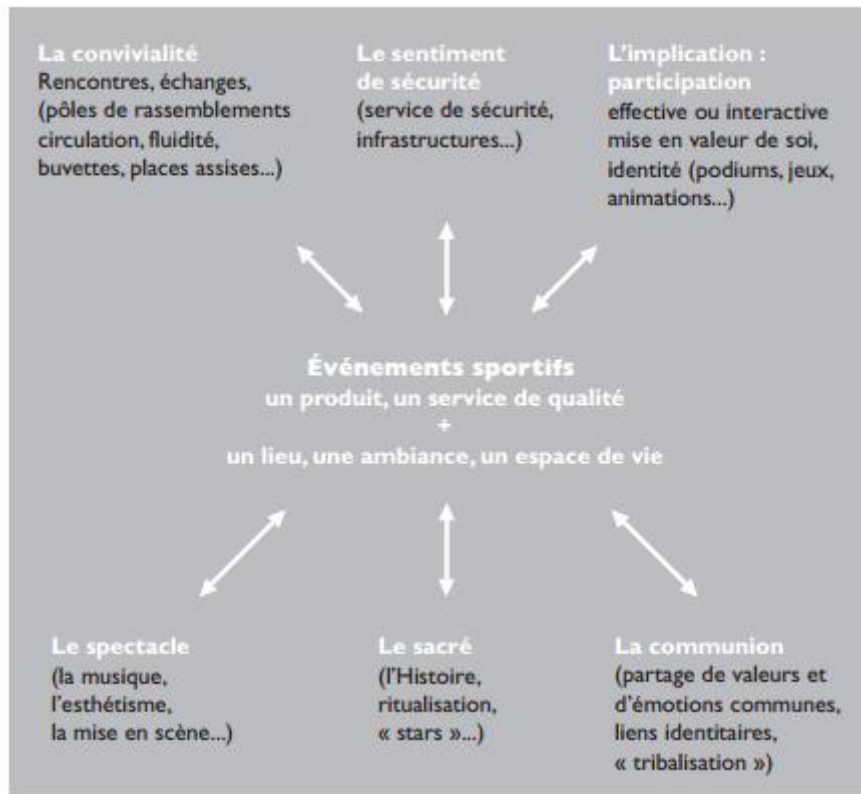 La convivialité
Rencontres, échanges,
(pôles de rassemblements
circulation, fluidité,
buvettes, places assises...)
Le sentiment
de sécurité
(service de sécurité,
infrastructures...)
L'implication :
participation
effective ou interactive
mise en valeur de soi,
identité (podiums, jeux,
animations...)
Événements sportifs
un produit, un service de qualité
+
un lieu, une ambiance, un espace de vie
Le spectacle
(la musique,
l'esthétisme,
la mise en scène...)
Le sacré
(l'Histoire,
ritualisation,
« stars »...)
La communion
(partage de valeurs et
d'émotions communes,
liens identitaires,
« tribalisation »)